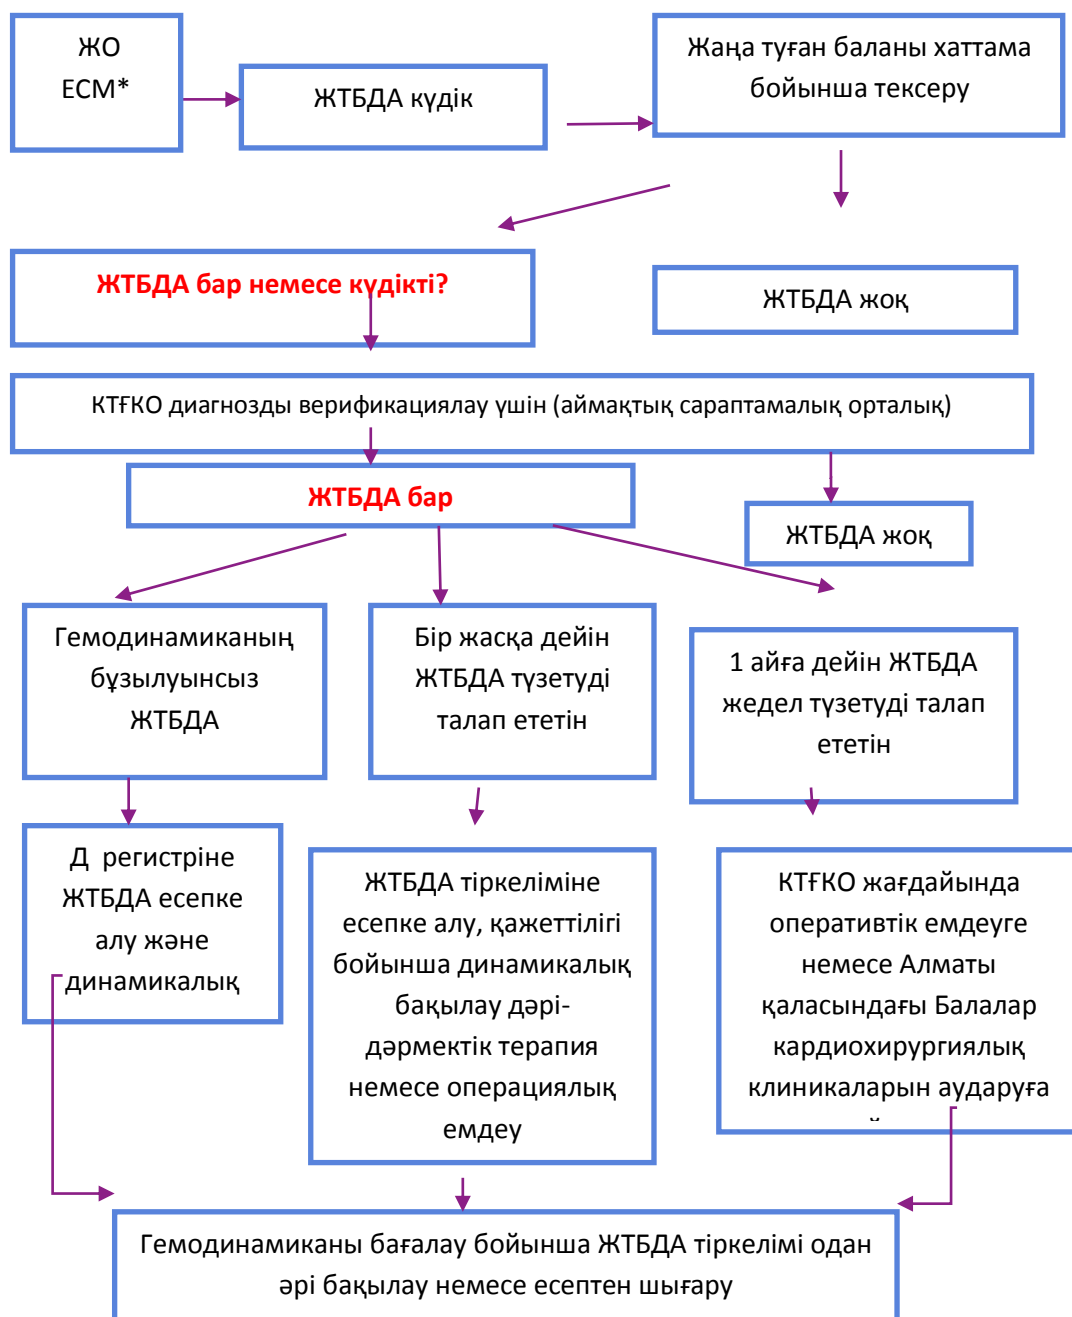 ЖО
ЕСМ*
ЖТБДА күдік
Жаңа туған баланы хаттама
бойынша тексеру
ЖТБДА бар немесе күдікті?
ЖТБДА жоқ
КТҒКО диагнозды верификациялау үшін (аймақтық сараптамалық орталық)
ЖТБДА бар
ЖТБДА жоқ
Гемодинамиканың
бұзылуынсыз
ЖТБДА
Бір жасқа дейін
ЖТБДА түзетуді
талап ететін
1 айға дейін ЖТБДА
жедел түзетуді талап
ететін
Д регистріне
ЖТБДА есепке
алу және
динамикалық
ЖТБДА тіркеліміне
есепке алу, қажеттілігі
бойынша динамикалық
бақылау дәрі-
дәрмектік терапия
немесе операциялық
емдеу
КТҒКО жағдайында
оперативтік емдеуге
немесе Алматы
қаласындағы Балалар
кардиохирургиялық
клиникаларын аударуға
Гемодинамиканы бағалау бойынша ЖТБДА тіркелімі одан
әрі бақылау немесе есептен шығару